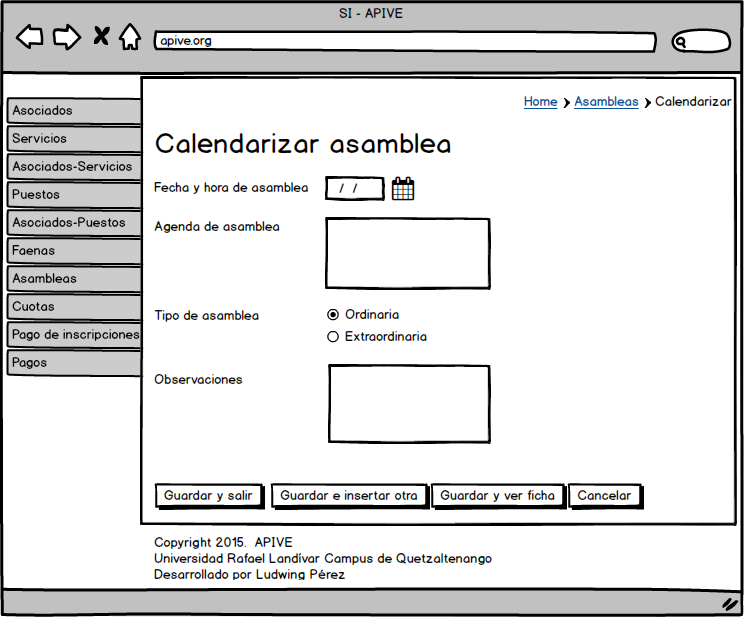 SI - APIVE
apive.org
Home > Asambleas > Calendarizar
Asociados
Servicios
Asociados-Servicios
Puestos
Asociados-Puestos
Faenas
Asambleas
Cuotas
Pago de inscripciones
Pagos
Calendarizar asamblea
Fecha y hora de asamblea / /
Agenda de asamblea
Tipo de asamblea
Ordinaria
Extraordinaria
Observaciones
Guardar y salir Guardar e insertar otra Guardar y ver ficha Cancelar
Copyright 2015. APIVE
Universidad Rafael Landívar Campus de Quetzaltenango
Desarrollado por Ludwing Pérez